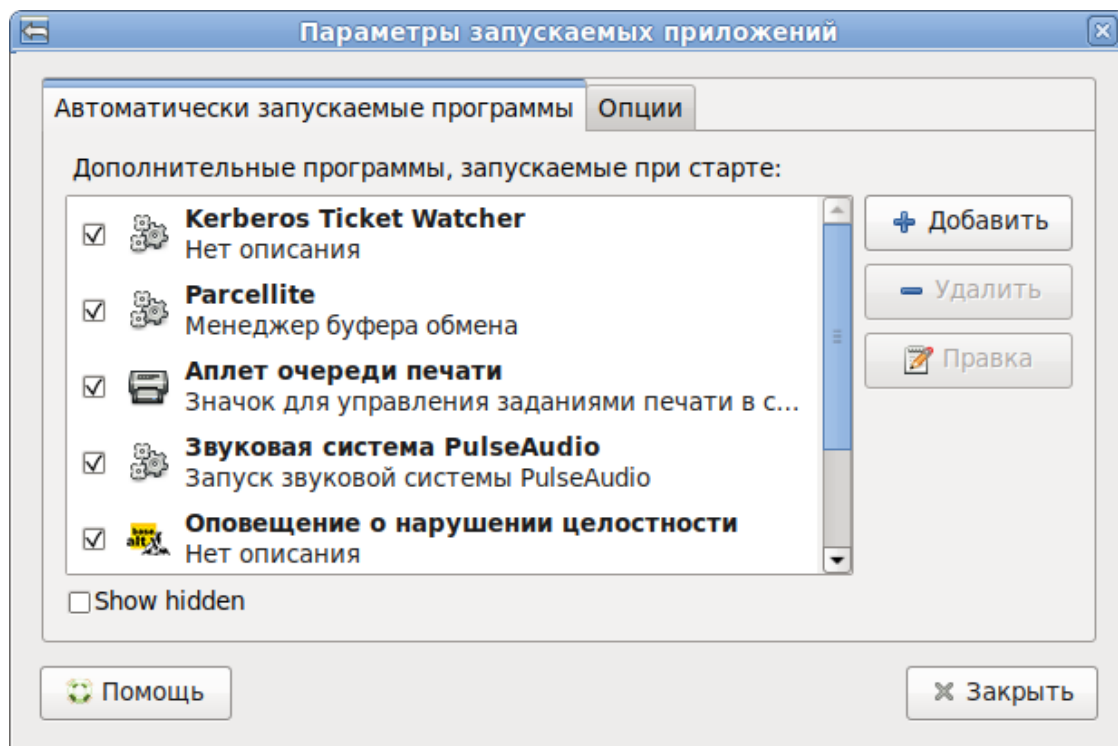 Параметры запускаемых приложений
Автоматически запускаемые программы
Опции
Дополнительные программы, запускаемые при старте:
Kerberos Ticket Watcher
Нет описания
Parcellite
Менеджер буфера обмена
Аплет очереди печати
Значок для управления заданиями печати в с...
Звуковая система PulseAudio
Запуск звуковой системы PulseAudio
base
alt
Оповещение о нарушении целостности
Нет описания
Добавить
Удалить
Правка
Show hidden
Помощь
Закрыть